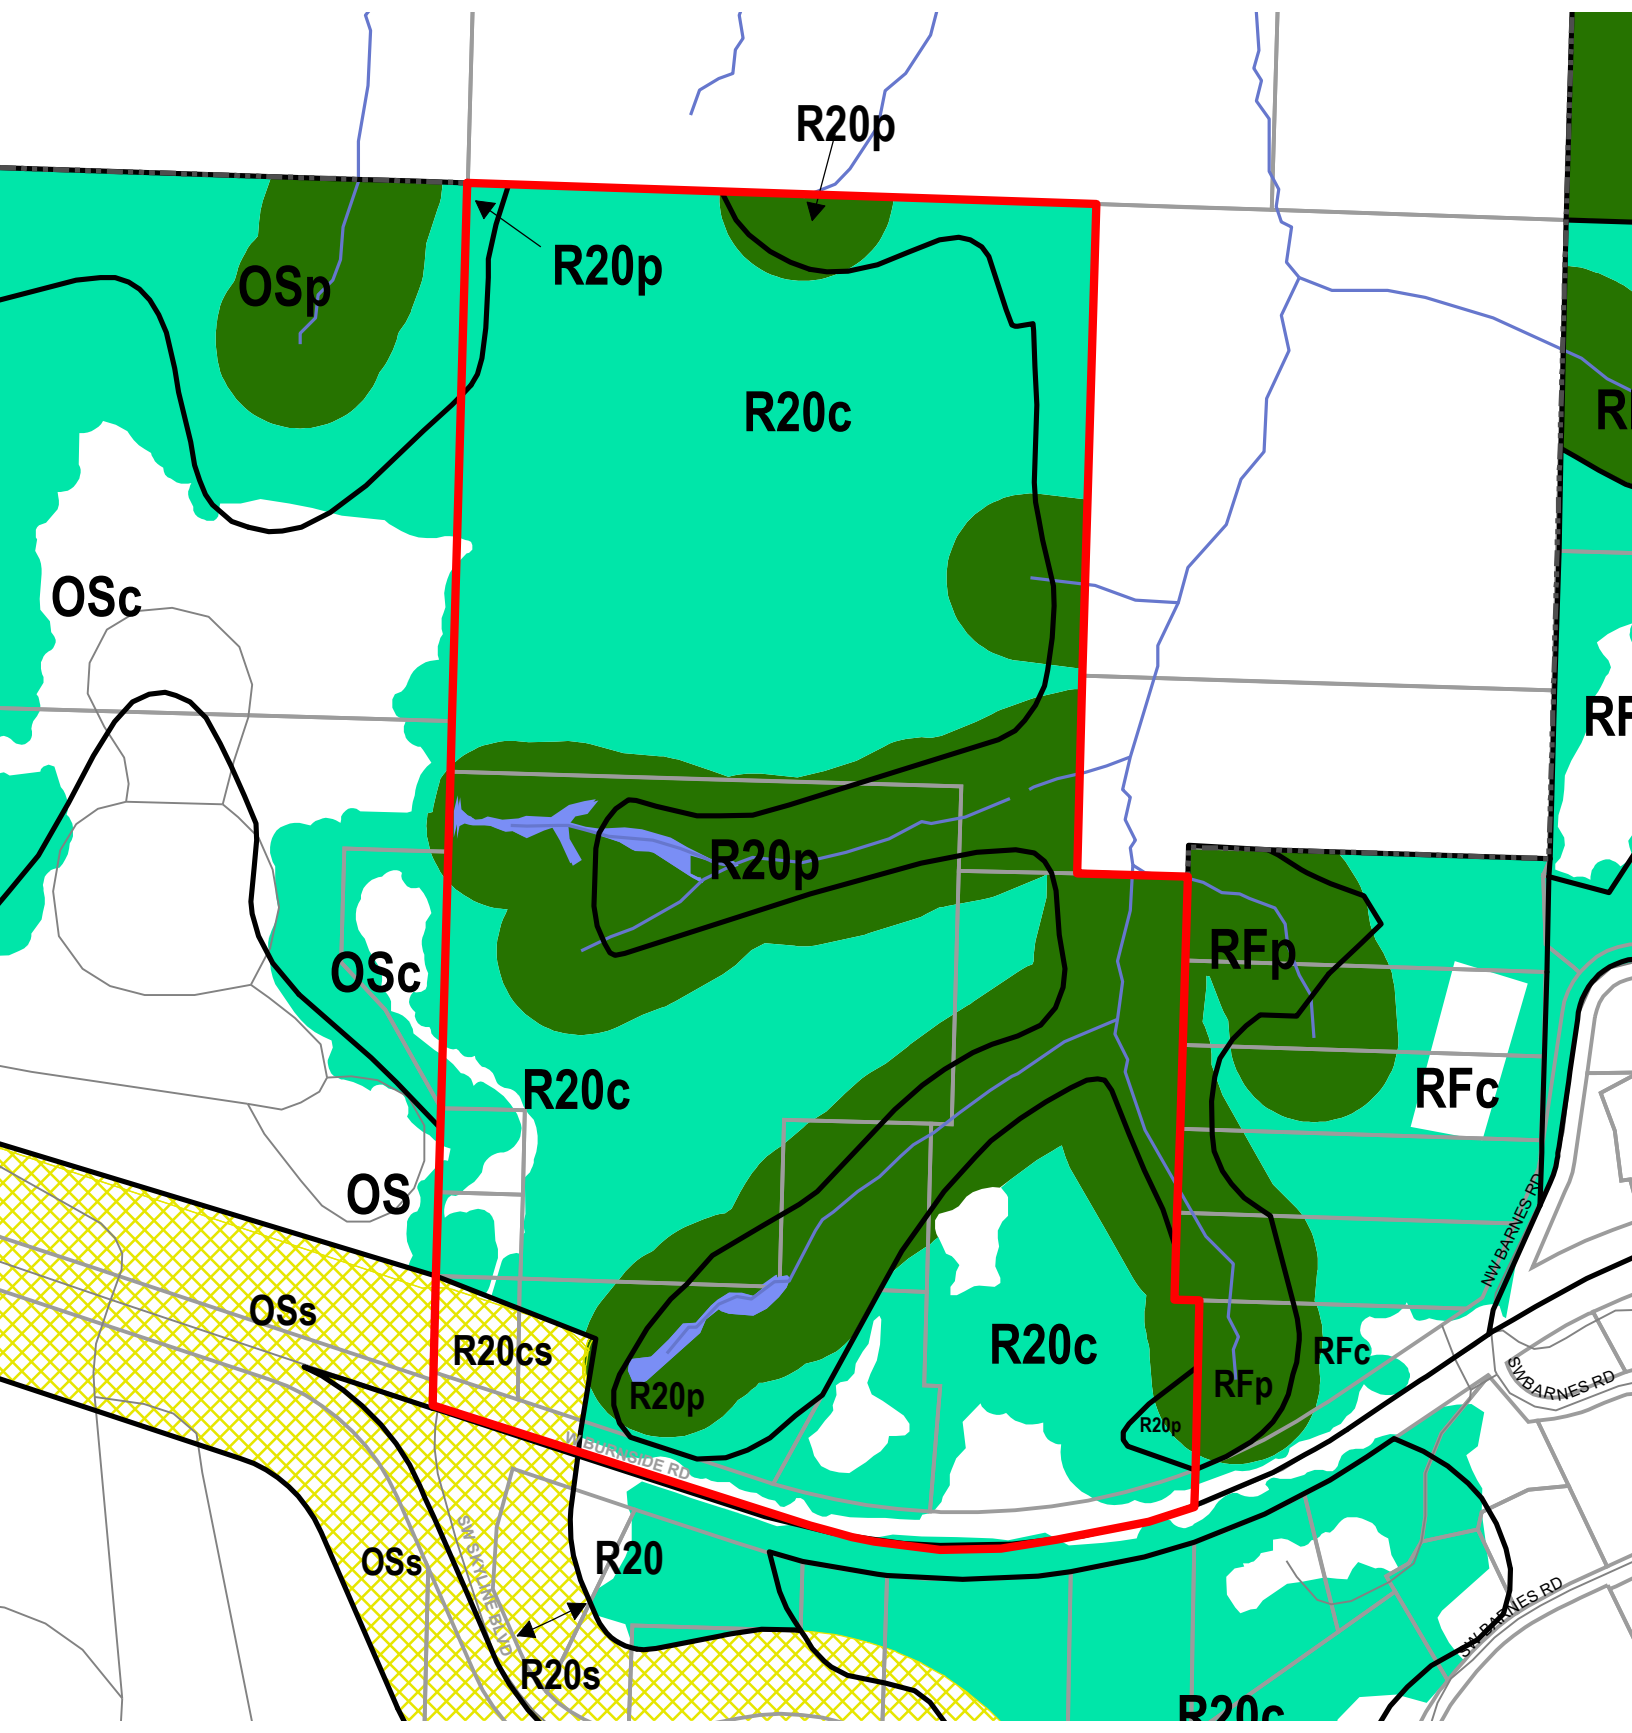 R20p
R20p
OSp
R20c
OSc
R20p
RFp
OSc
R20c
RFc
OS
NW BARNES RD
OSs
R20cs
R20c
RFc
R20p
RFp
R20p
SW BARNES RD
W BURNSIDE RD
SW SKYLINE BLVD
OSs
R20
R20s
SW BARNES RD
R20c